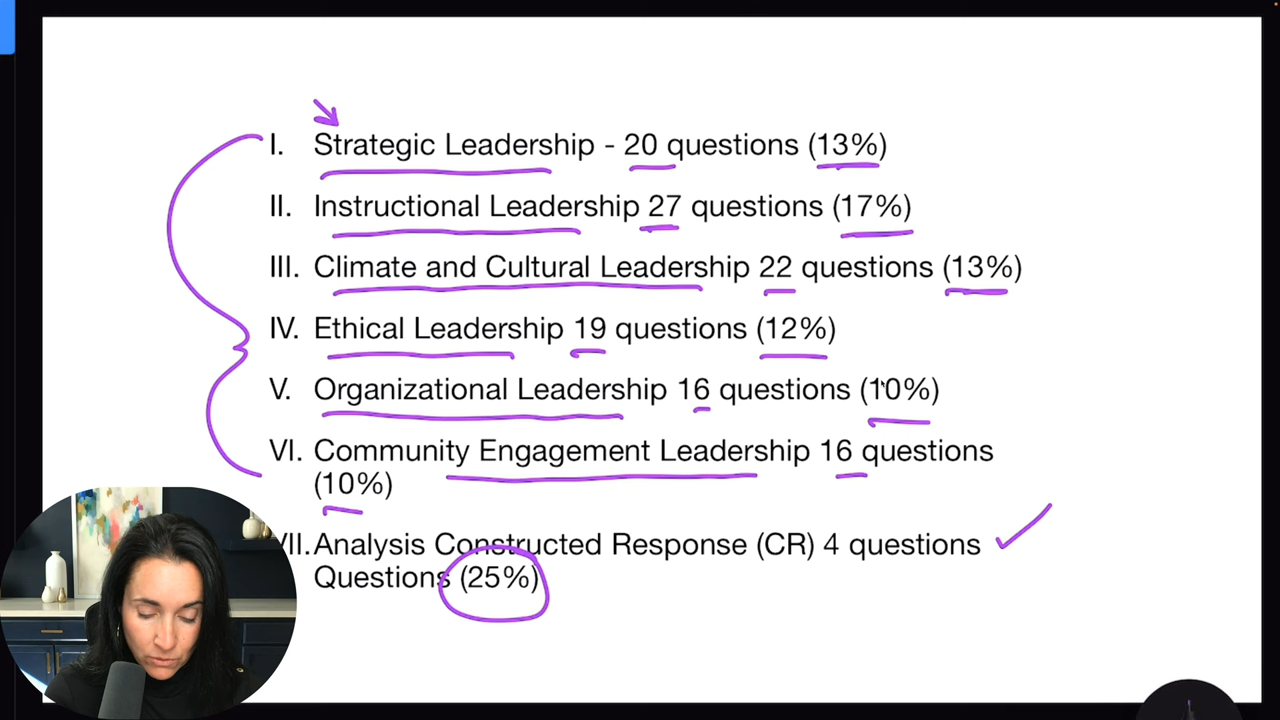 I. Strategic Leadership - 20 questions (13%)
II. Instructional Leadership 27 questions (17%)
III. Climate and Cultural Leadership 22 questions (13%)
IV. Ethical Leadership 19 questions (12%)
V. Organizational Leadership 16 questions (10%)
VI. Community Engagement Leadership 16 questions
(10%)
VII. Analysis Constructed Response (CR) 4 questions
Questions (25%)